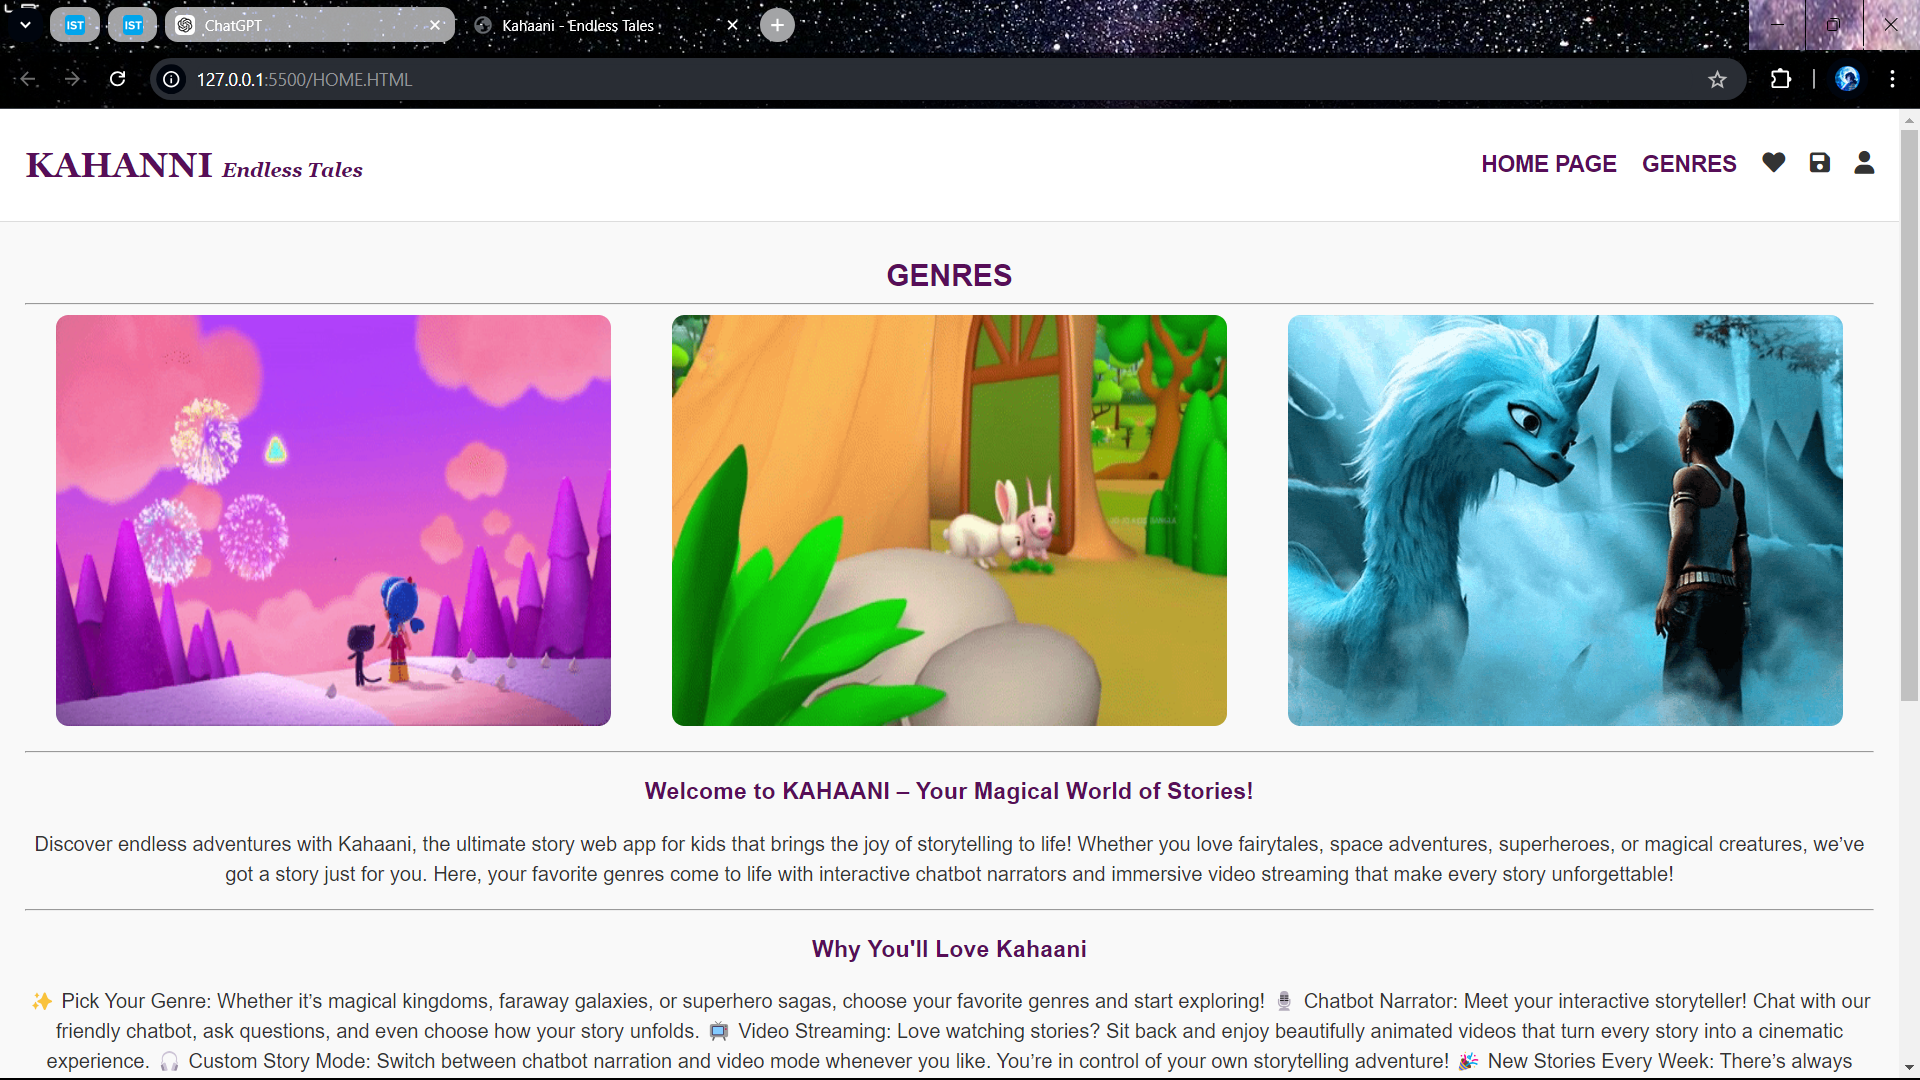 IST
IST
ChatGPT
Kahaani - Endless Tales
127.0.0.1:5500/HOME.HTML
KAHANNI Endless Tales
HOME PAGE GENRES
GENRES
Welcome to KAHAANI – Your Magical World of Stories!
Discover endless adventures with Kahaani, the ultimate story web app for kids that brings the joy of storytelling to life! Whether you love fairytales, space adventures, superheroes, or magical creatures, we’ve
got a story just for you. Here, your favorite genres come to life with interactive chatbot narrators and immersive video streaming that make every story unforgettable!
Why You'll Love Kahaani
✨ Pick Your Genre: Whether it’s magical kingdoms, faraway galaxies, or superhero sagas, choose your favorite genres and start exploring! 🎙️ Chatbot Narrator: Meet your interactive storyteller! Chat with our
friendly chatbot, ask questions, and even choose how your story unfolds. 📺 Video Streaming: Love watching stories? Sit back and enjoy beautifully animated videos that turn every story into a cinematic
experience. 🎧 Custom Story Mode: Switch between chatbot narration and video mode whenever you like. You’re in control of your own storytelling adventure! 🎉 New Stories Every Week: There’s always